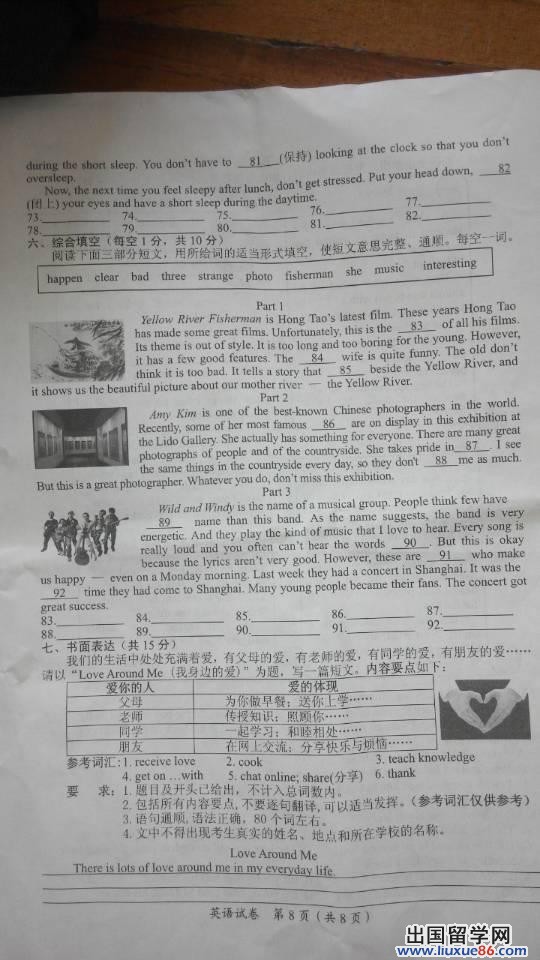 during the short sleep. You don't have to __81__(保持) looking at the clock so that you don't
oversleep.
Now, the next time you feel sleepy after lunch, don't get stressed. Put your head down, __82__
(闭上) your eyes and have a short sleep during the daytime.
73.________ 74.________ 75.________ 76.________ 77.________
78.________ 79.________ 80.________ 81.________ 82.________
六、综合填空（每空1分，共10分）
阅读下面三部分短文，用所给词的适当形式填空，使短文意思完整、通顺。每空一词。
happen clear bad three strange photo fisherman she music interesting
Part 1
Yellow River Fisherman is Hong Tao's latest film. These years Hong Tao
has made some great films. Unfortunately, this is the __83__ of all his films.
Its theme is out of style. It is too long and too boring for the young. However,
it has a few good features. The __84__ wife is quite funny. The old don't
think it is too bad. It tells a story that __85__ beside the Yellow River, and
it shows us the beautiful picture about our mother river — the Yellow River.
Part 2
Amy Kim is one of the best-known Chinese photographers in the world.
Recently, some of her most famous __86__ are on display in this exhibition at
the Lido Gallery. She actually has something for everyone. There are many great
photographs of people and of the countryside. She takes pride in __87__. I see
the same things in the countryside every day, so they don't __88__ me as much.
But this is a great photographer. Whatever you do, don't miss this exhibition.
Part 3
Wild and Windy is the name of a musical group. People think few have
__89__ name than this band. As the name suggests, the band is very
energetic. And they play the kind of music that I love to hear. Every song is
really loud and you often can't hear the words __90__. But this is okay
because the lyrics aren't very good. However, these are __91__ who make
us happy — even on a Monday morning. Last week they had a concert in Shanghai. It was the
__92__ time they had come to Shanghai. Many young people became their fans. The concert got
great success.
83.________ 84.________ 85.________ 86.________ 87.________
88.________ 89.________ 90.________ 91.________ 92.________
七、书面表达（共15分）
我们的生活中处处充满着爱，有父母的爱，有老师的爱，有同学的爱，有朋友的爱……
请以“Love Around Me（我身边的爱）”为题，写一篇短文。内容要点如下：
爱你的人 爱的体现
父母 为你做早餐；送你上学……
老师 传授知识；照顾你……
同学 一起学习；和睦相处……
朋友 在网上交流；分享快乐与烦恼……
参考词汇：1. receive love 2. cook 3. teach knowledge
4. get on …with 5. chat online; share(分享) 6. thank
要 求：1. 题目及开头已给出，不计入总词数内。
2. 包括所有内容要点，不要逐句翻译，可以适当发挥。（参考词汇仅供参考）
3. 语句通顺，语法正确，80个词左右。
4. 文中不得出现考生真实的姓名、地点和所在学校的名称。
Love Around Me
There is lots of love around me in my everyday life.
英语试卷 第8页（共8页）
出国留学网
www.liuxue86.com